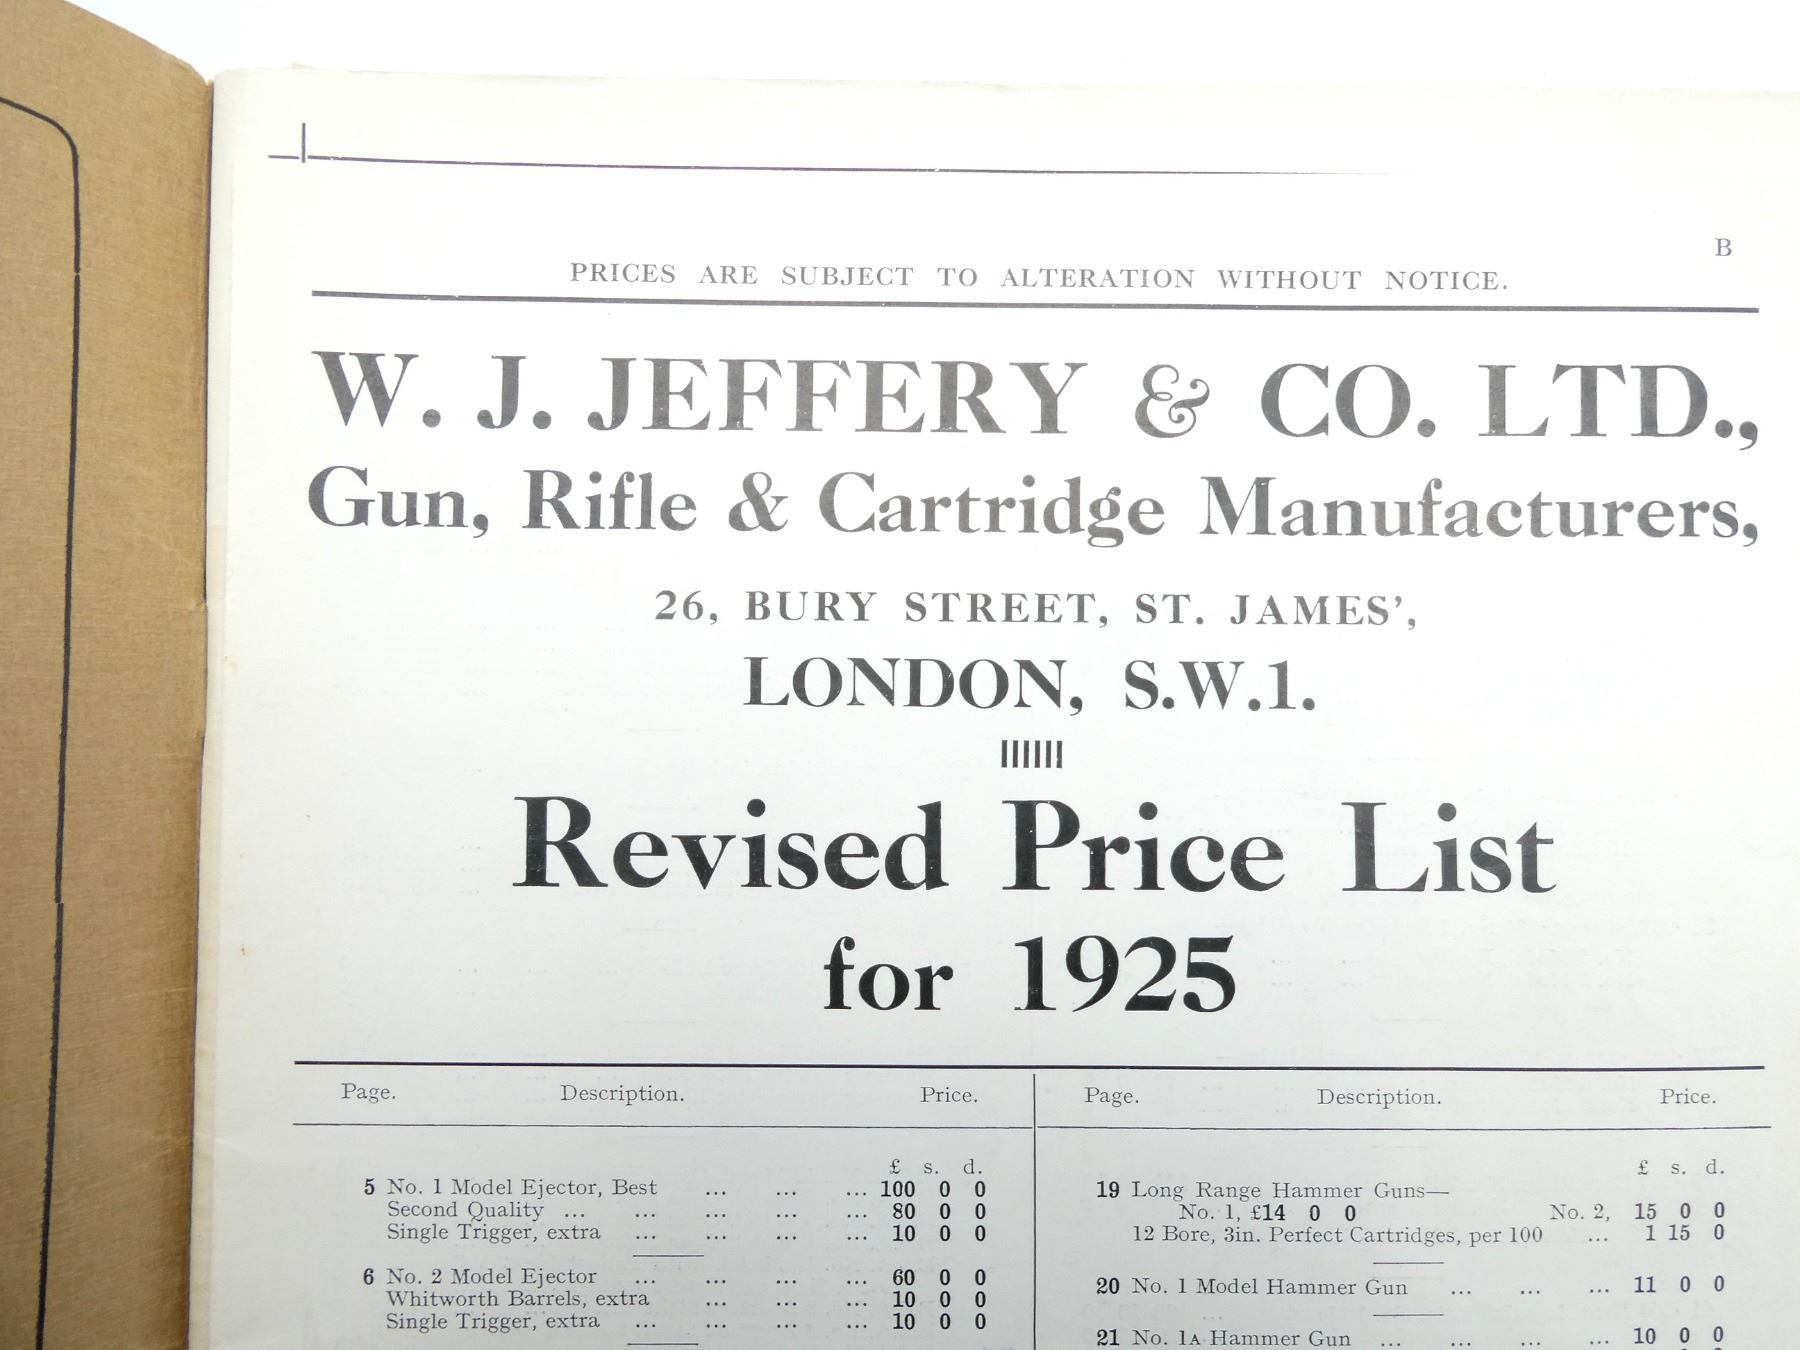 B
PRICES ARE SUBJECT TO ALTERATION WITHOUT NOTICE.
W. J. JEFFERY & CO. LTD.,
Gun, Rifle & Cartridge Manufacturers,
26, BURY STREET, ST. JAMES',
LONDON, S.W.1.
Revised Price List
for 1925
Page. Description. Price.
£ s. d.
5 No. 1 Model Ejector, Best ... ... ... 100 0 0
Second Quality ... ... ... ... 80 0 0
Single Trigger, extra ... ... ... 10 0 0
6 No. 2 Model Ejector ... ... ... 60 0 0
Whitworth Barrels, extra ... ... ... 10 0 0
Single Trigger, extra ... ... ... 10 0 0
Page. Description. Price.
£ s. d.
19 Long Range Hammer Guns—
No. 1, £14 0 0 No. 2, 15 0 0
12 Bore, 3in. Perfect Cartridges, per 100 ... 1 15 0
20 No. 1 Model Hammer Gun ... ... ... 11 0 0
21 No. 1A Hammer Gun ... ... ... ... 10 0 0